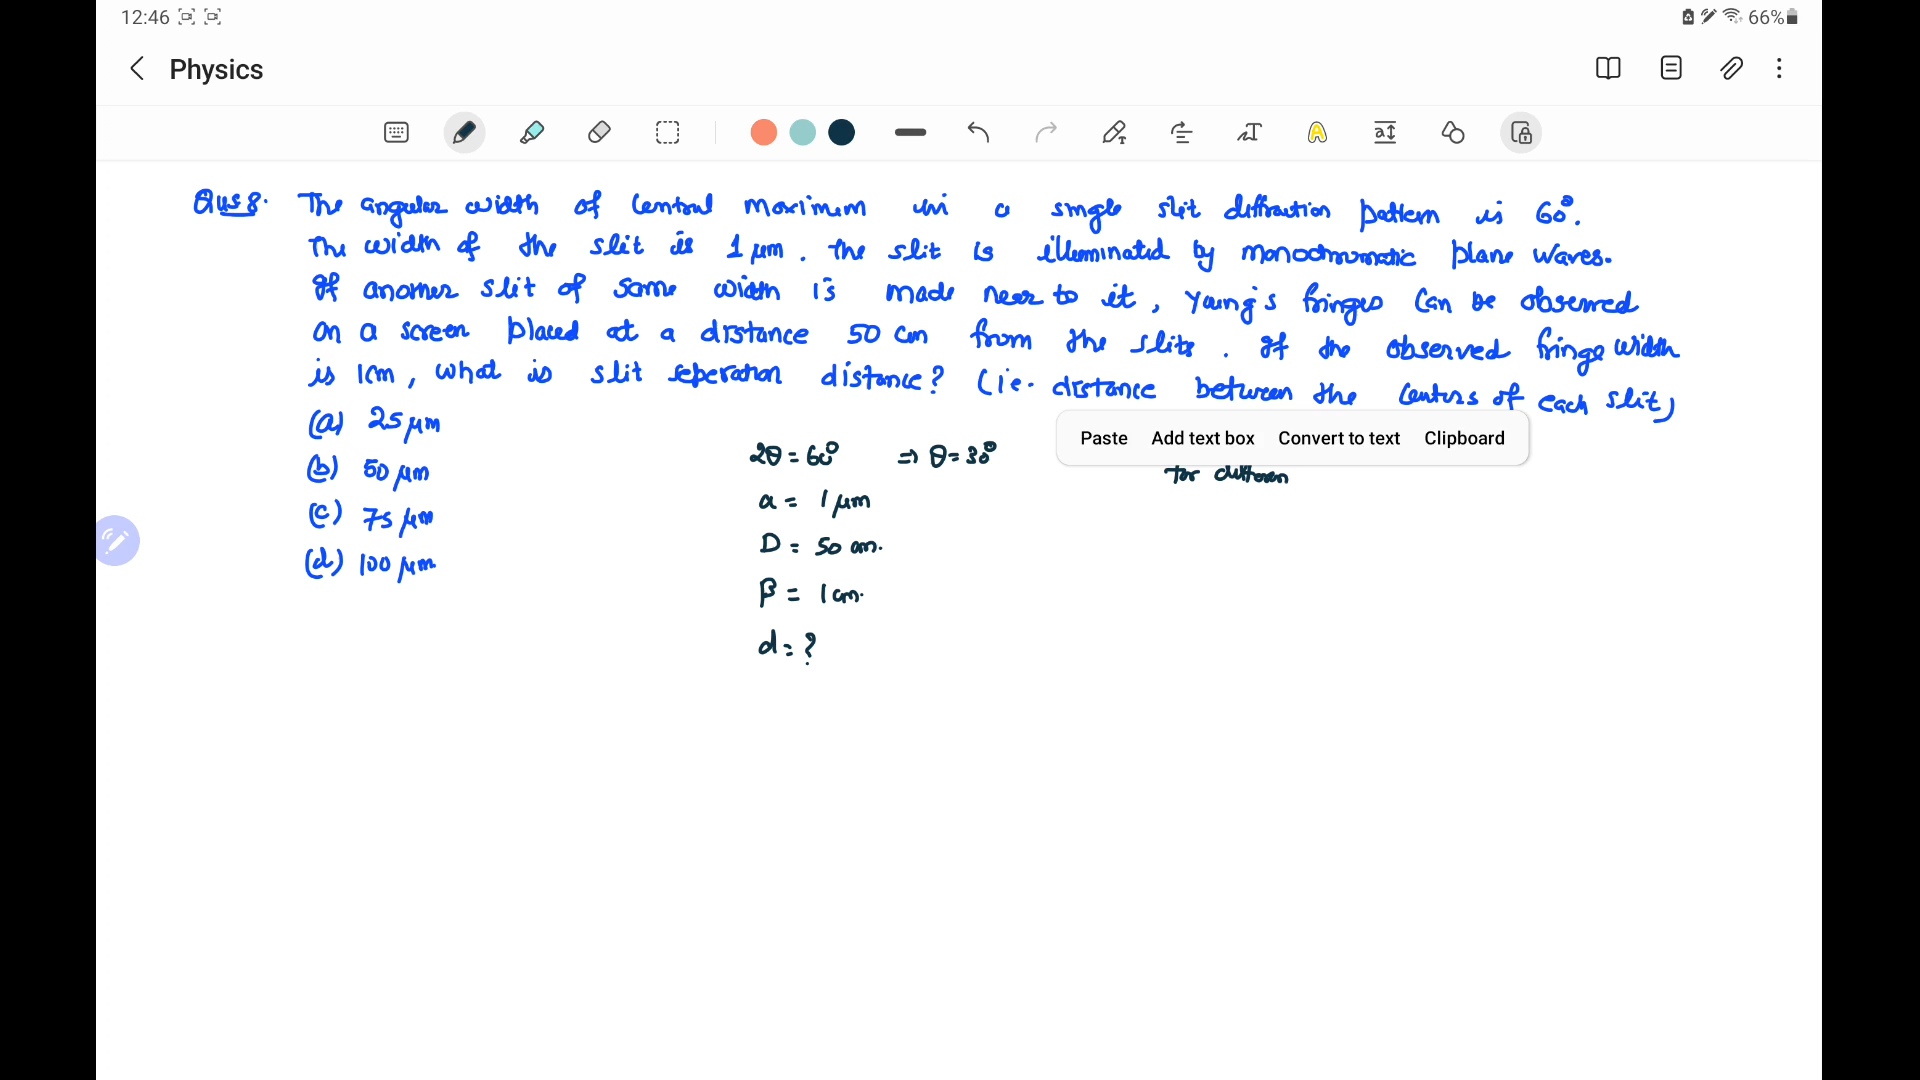 12:46 66%
Physics
Ques 8. The angular width of Central Maximum in a single slit diffraction pattern is 60°.
The width of the slit is 1 μm. The slit is illuminated by monochromatic plane waves.
If another slit of same width is made near to it, Young's fringes can be observed
on a screen placed at a distance 50 cm from the slits. If the observed fringe width
is 1cm, what is slit seperation distance? (i.e. distance between the centers of each slit)
(a) 25 μm
(b) 50 μm
(c) 75 μm
(d) 100 μm
Paste Add text box Convert to text Clipboard
2θ = 60° ⇒ θ = 30°
for
a = 1 μm
D = 50 cm.
β = 1 cm.
d = ?